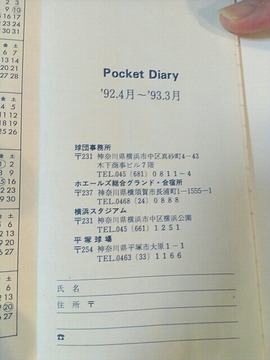 Pocket Diary
'92.4月～'93.3月
球団事務所
〒231 神奈川県横浜市中区真砂町4-43
木下商事ビル7階
TEL.045 (681) 0811~4
ホエールズ総合グランド・合宿所
〒231 神奈川県横須賀市長浦町1-1555-1
TEL.0468 (24) 0888
横浜スタジアム
〒231 神奈川県横浜市中区横浜公園
TEL.045 (661) 1251
平塚球場
〒254 神奈川県平塚市大原1-1
TEL.0463 (33) 1166
氏名
住所 〒
☎